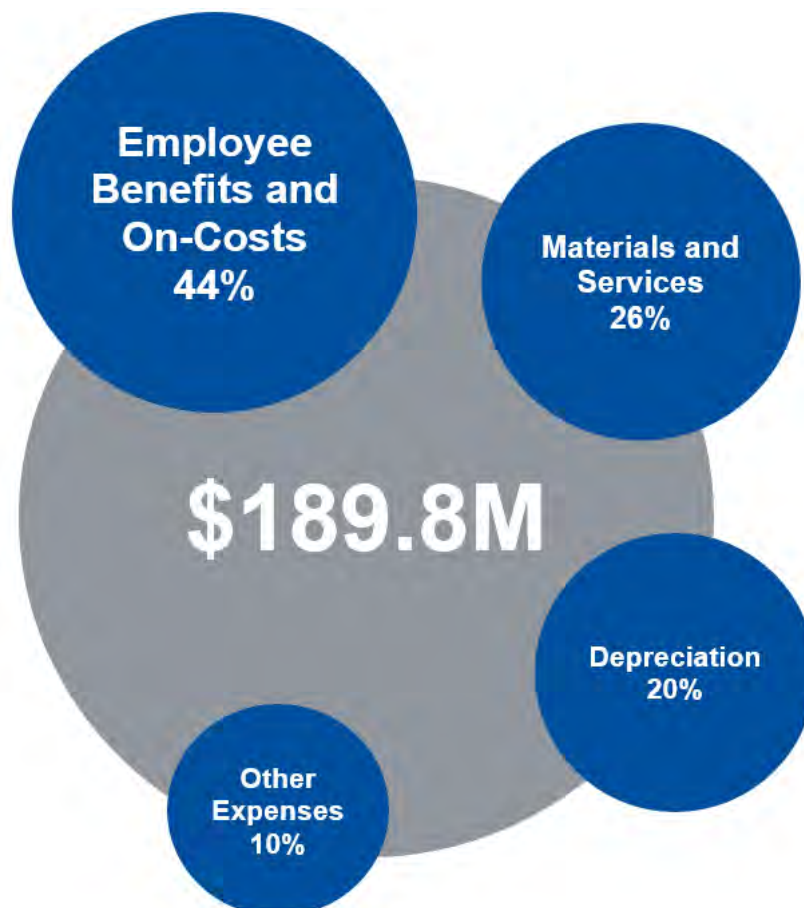 Employee
Benefits and
On-Costs
44%
Materials and
Services
26%
$189.8M
Depreciation
20%
Other
Expenses
10%